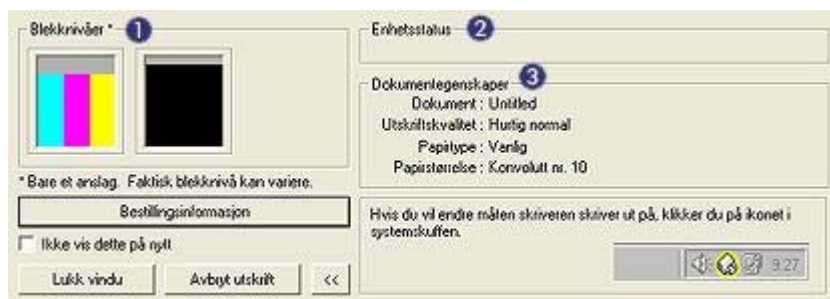 Blekknivåer * 1
Enhetsstatus 2
Dokumentegenskaper 3
Dokument : Untitled
Utskriftskvalitet : Hurtig normal
Papirtype : Vanlig
Papirstørrelse : Konvolutt nr. 10
* Bare et anslag. Faktisk blekknivå kan variere.
Bestillingsinformasjon
Ikke vis dette på nytt
Lukk vindu
Avbryt utskrift
<<
Hvis du vil endre måten skriveren skriver ut på, klikker du på ikonet i
systemskuffen.
9.27